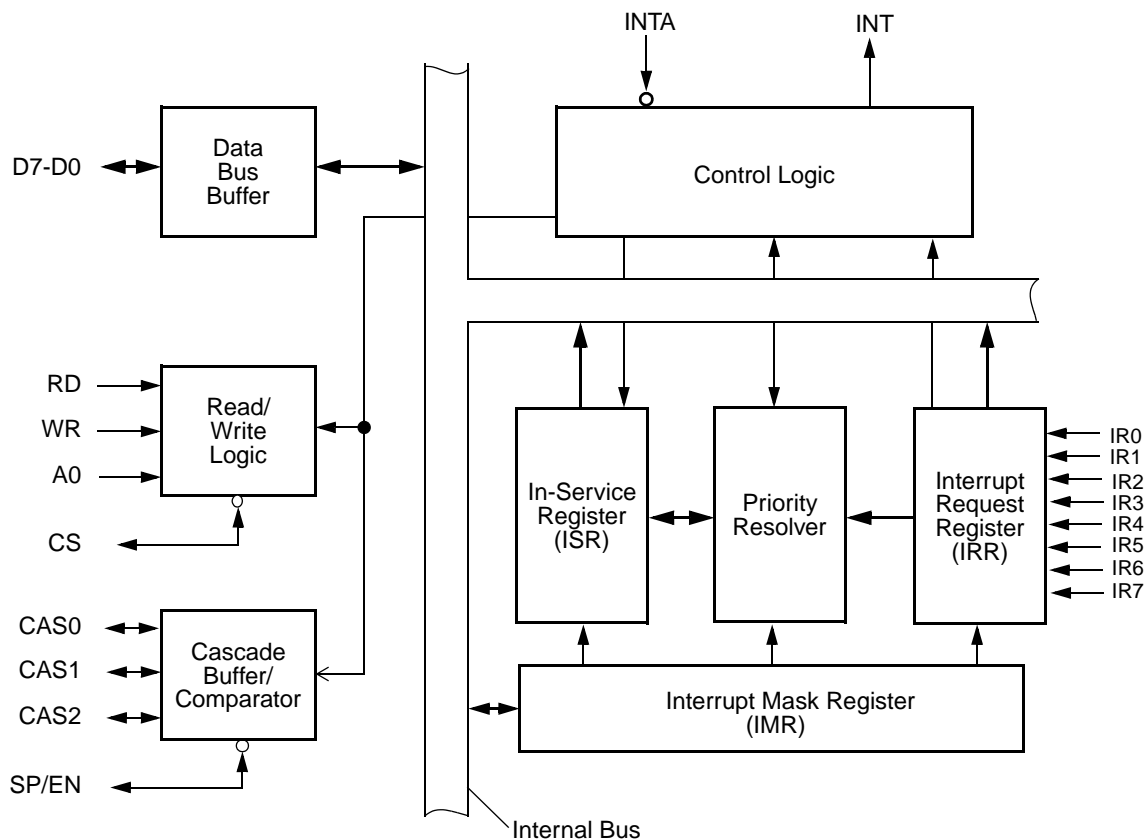 INTA
INT
D7-D0
Data
Bus
Buffer
Control Logic
RD
WR
A0
Read/
Write
Logic
CS
In-Service
Register
(ISR)
Priority
Resolver
Interrupt
Request
Register
(IRR)
IR0
IR1
IR2
IR3
IR4
IR5
IR6
IR7
CAS0
CAS1
CAS2
Cascade
Buffer/
Comparator
Interrupt Mask Register
(IMR)
SP/EN
Internal Bus